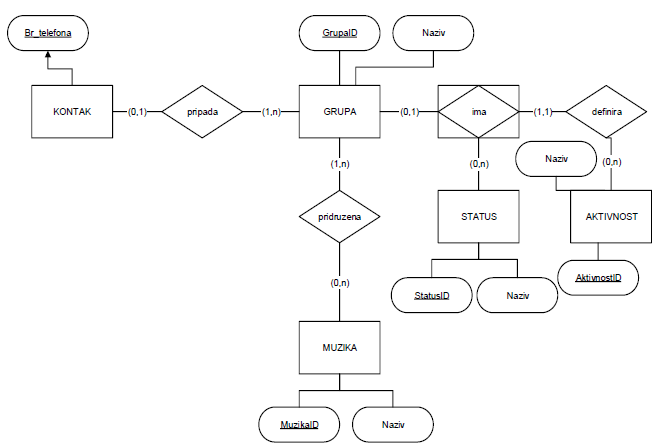 Br_telefona
GrupaID
Naziv
KONTAK
(0,1)
pripada
(1,n)
GRUPA
(0,1)
ima
(1,1)
definira
(1,n)
(0,n)
Naziv
(0,n)
pridruzena
STATUS
AKTIVNOST
(0,n)
StatusID
Naziv
AktivnostID
MUZIKA
MuzikaID
Naziv